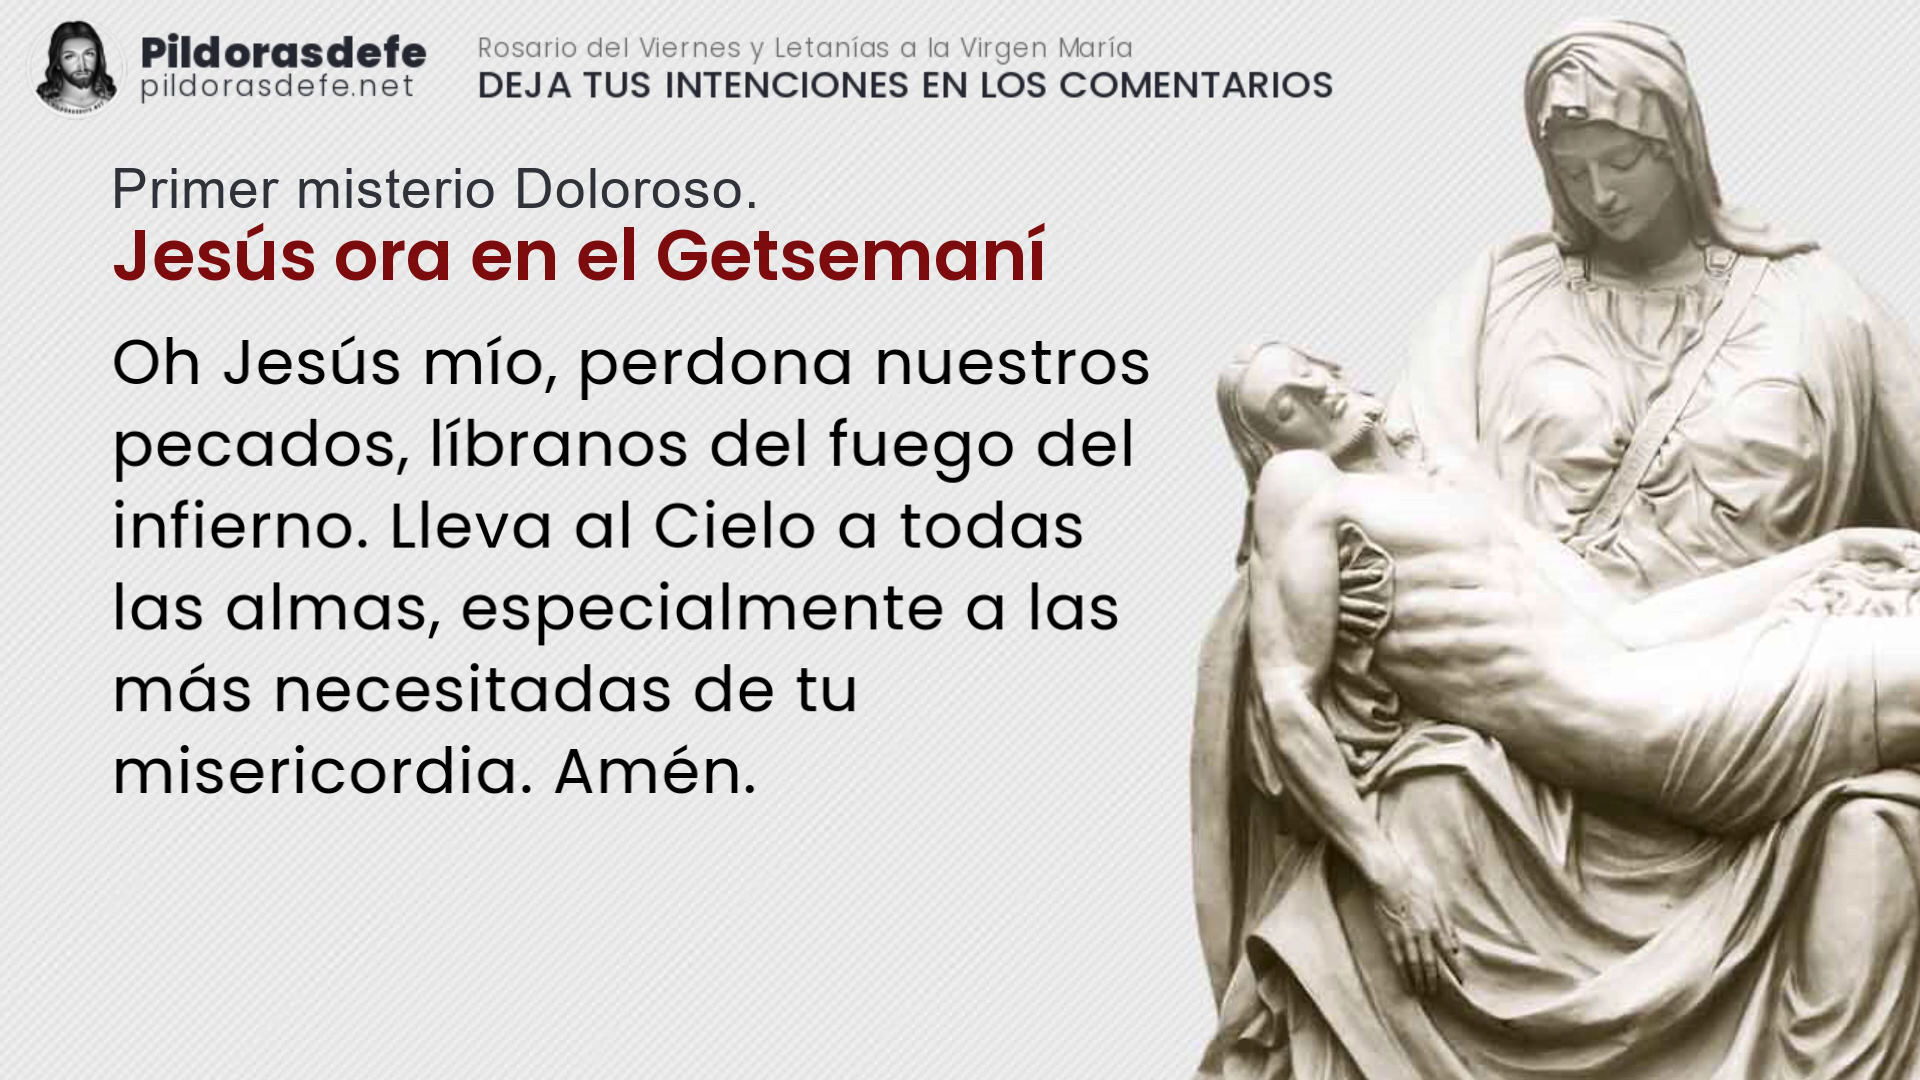 Pildorasdefe
pildorasdefe.net
Rosario del Viernes y Letanías a la Virgen María
DEJA TUS INTENCIONES EN LOS COMENTARIOS
Primer misterio Doloroso.
Jesús ora en el Getsemaní
Oh Jesús mío, perdona nuestros
pecados, líbranos del fuego del
infierno. Lleva al Cielo a todas
las almas, especialmente a las
más necesitadas de tu
misericordia. Amén.